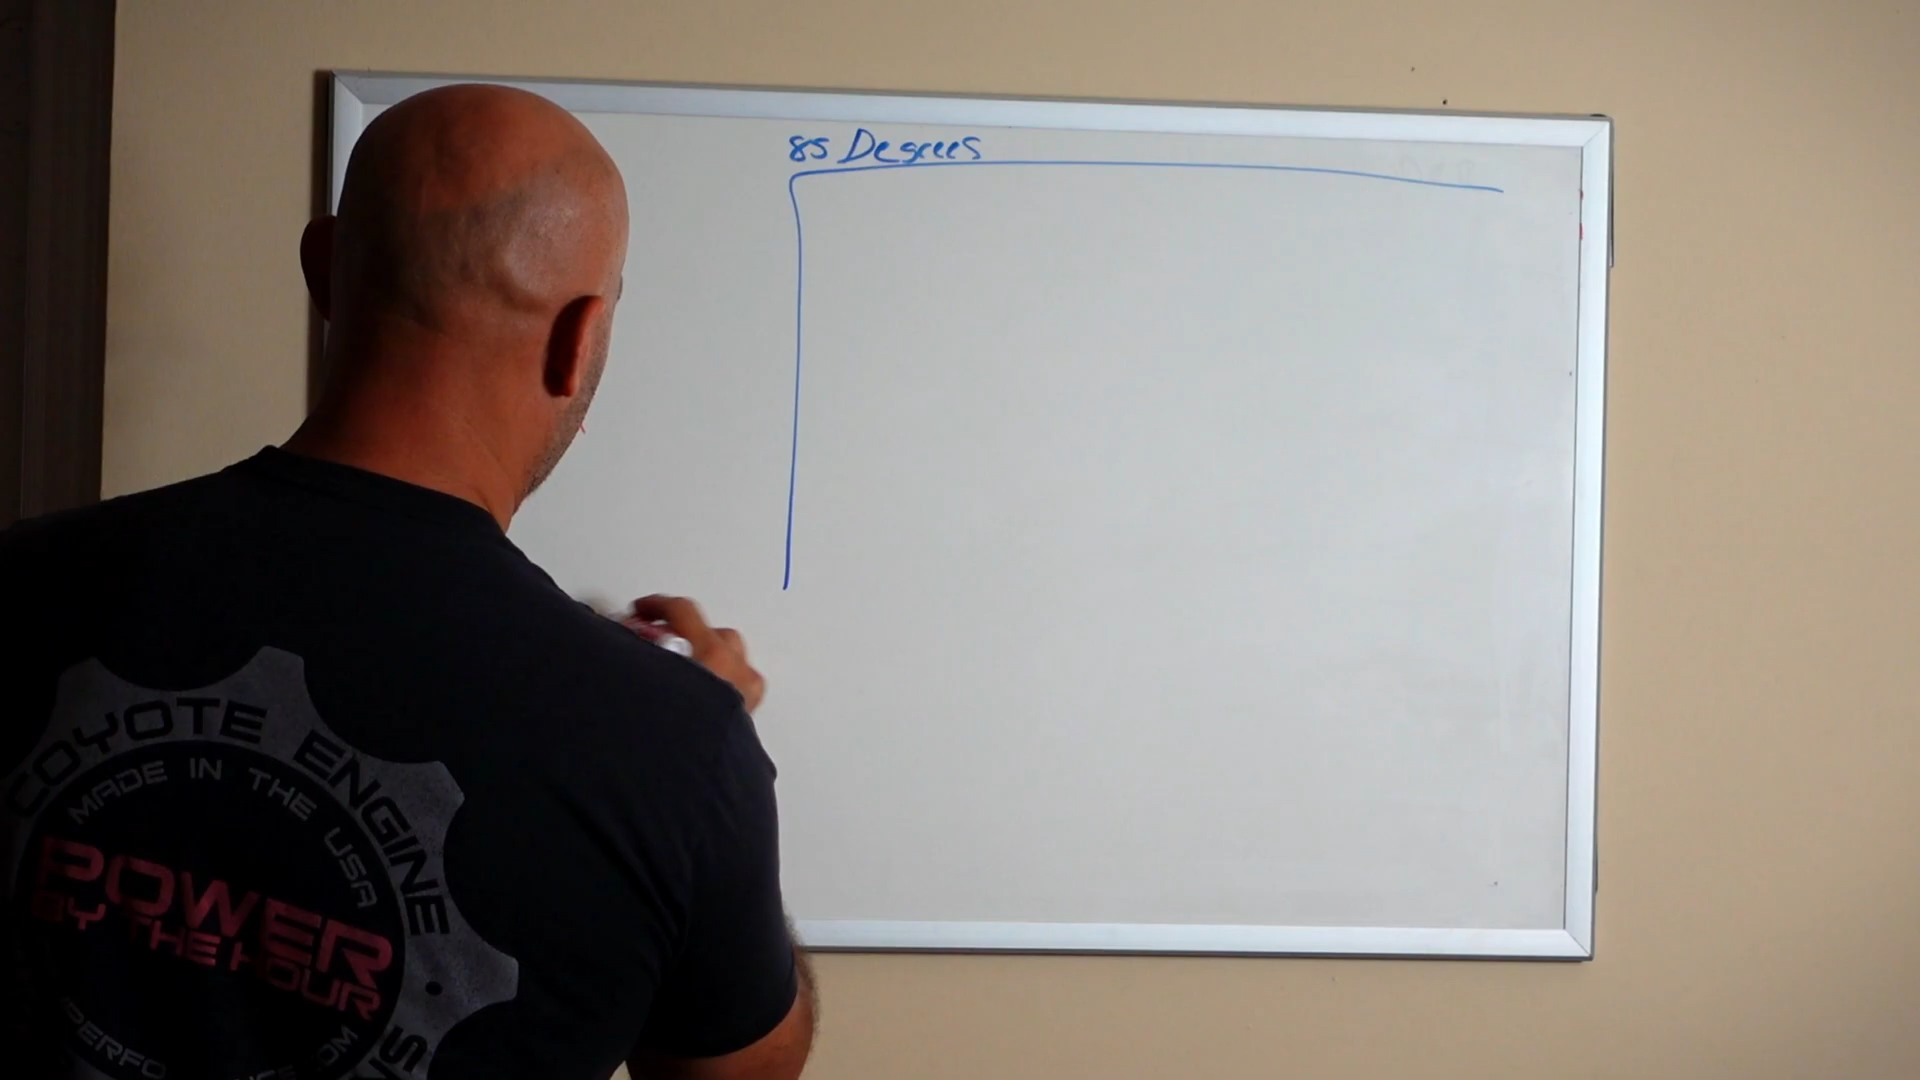 85 Degrees
COYOTE ENGINE
MADE IN THE USA
POWER
BY THE HOUR